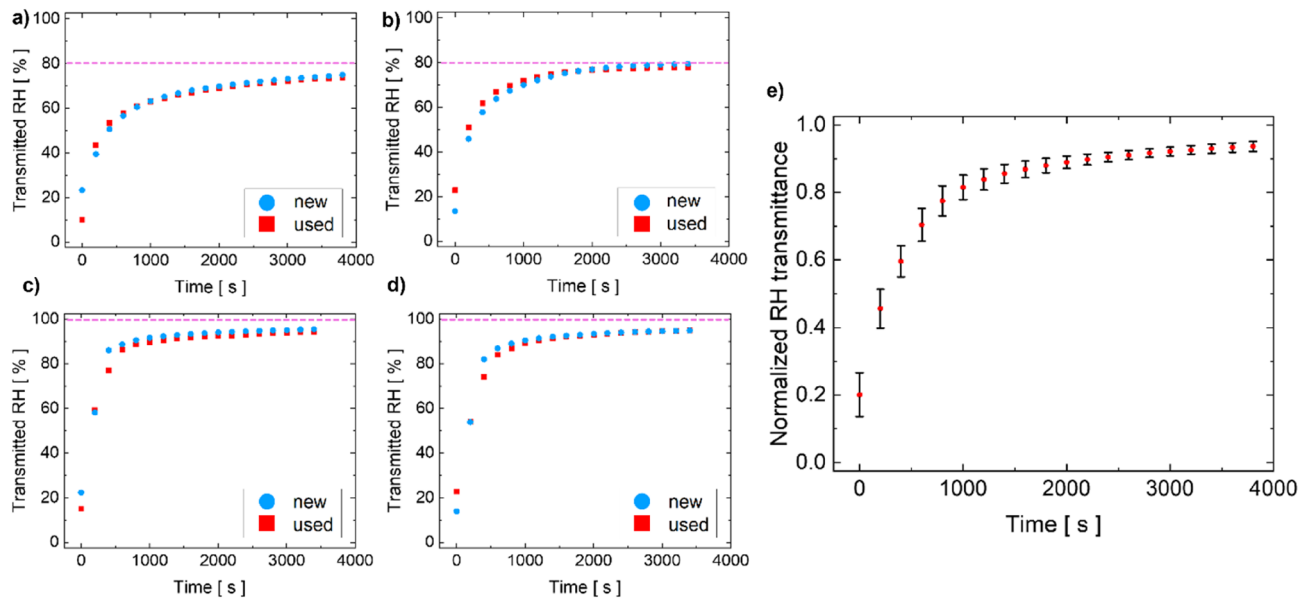 a)
100
80
60
40
20
0
Transmitted RH [ % ]
new
used
0 1000 2000 3000 4000
Time [ s ]
b)
100
80
60
40
20
0
Transmitted RH [ % ]
new
used
0 1000 2000 3000 4000
Time [ s ]
c)
100
80
60
40
20
0
Transmitted RH [ % ]
new
used
0 1000 2000 3000 4000
Time [ s ]
d)
100
80
60
40
20
0
Transmitted RH [ % ]
new
used
0 1000 2000 3000 4000
Time [ s ]
e)
1.0
0.8
0.6
0.4
0.2
0.0
Normalized RH transmittance
0 1000 2000 3000 4000
Time [ s ]